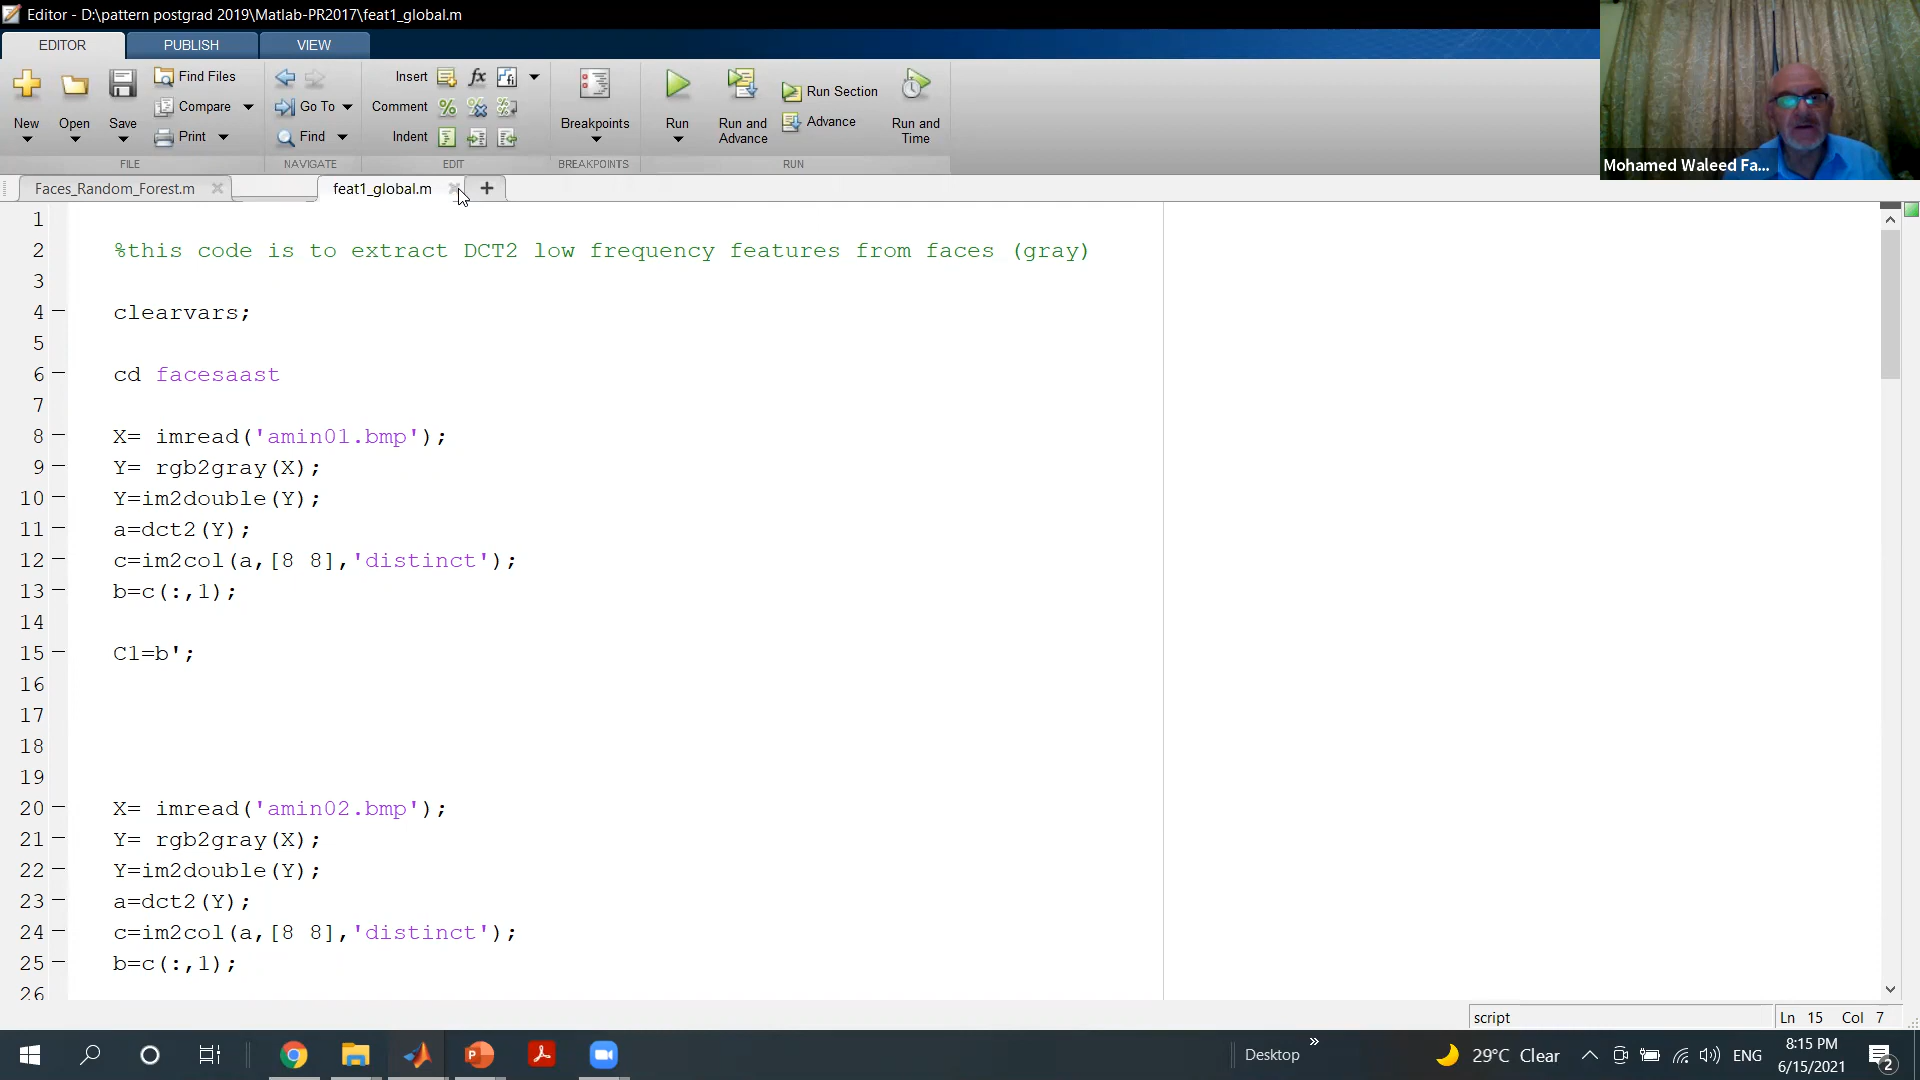 Editor - D:\pattern postgrad 2019\Matlab-PR2017\feat1_global.m
EDITOR PUBLISH VIEW
New Open Save
Find Files
Compare
Print
FILE
Go To
Find
NAVIGATE
Insert
Comment
Indent
EDIT
Breakpoints
BREAKPOINTS
Run
Run and Advance
Run Section
Advance
Run and Time
RUN
Mohamed Waleed Fa...
Faces_Random_Forest.m feat1_global.m
1
2 %this code is to extract DCT2 low frequency features from faces (gray)
3
4 clearvars;
5
6 cd facesaast
7
8 X= imread('amin01.bmp');
9 Y= rgb2gray(X);
10 Y=im2double(Y);
11 a=dct2(Y);
12 c=im2col(a,[8 8],'distinct');
13 b=c(:,1);
14
15 C1=b';
16
17
18
19
20 X= imread('amin02.bmp');
21 Y= rgb2gray(X);
22 Y=im2double(Y);
23 a=dct2(Y);
24 c=im2col(a,[8 8],'distinct');
25 b=c(:,1);
26
script Ln 15 Col 7
Desktop 29°C Clear ENG 8:15 PM
6/15/2021 2